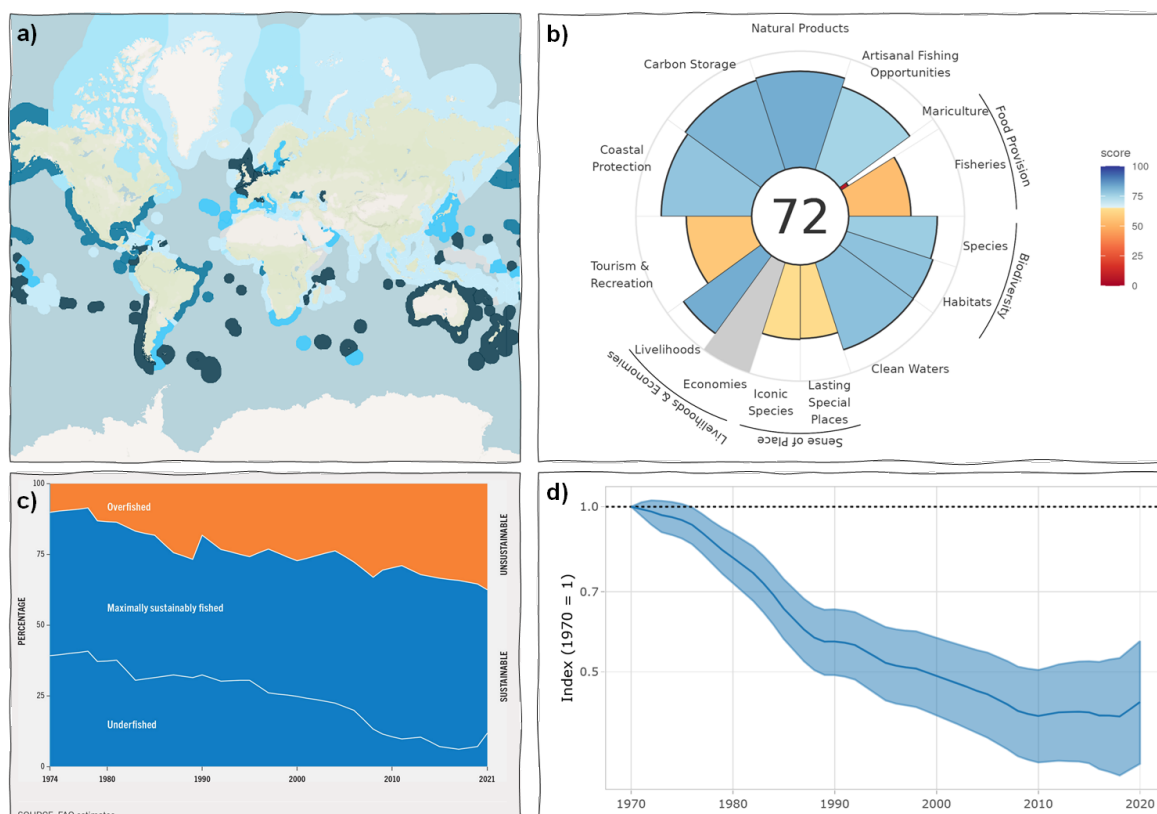 a)
b)
Natural Products
Artisanal Fishing
Opportunities
Carbon Storage
Mariculture
Food Provision
Coastal
Protection
Fisheries
score
100
75
50
25
0
72
Species
Tourism &
Recreation
Biodiversity
Habitats
Livelihoods
Clean Waters
Economies
Iconic
Species
Lasting
Special
Places
Livelihoods & Economies
Sense of Place
c)
100
75
50
25
0
PERCENTAGE
Overfished
Maximally sustainably fished
Underfished
UNSUSTAINABLE
SUSTAINABLE
1974
1980
1990
2000
2010
2021
SOURCE: FAO estimates
d)
Index (1970 = 1)
1.0
0.7
0.5
1970
1980
1990
2000
2010
2020